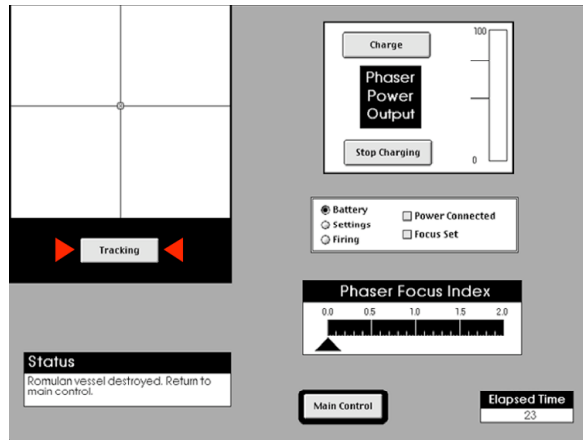 Charge
100
Phaser
Power
Output
Stop Charging
0
Battery
Settings
Firing
Power Connected
Focus Set
Tracking
Phaser Focus Index
0.0 0.5 1.0 1.5 2.0
Status
Romulan vessel destroyed. Return to
main control.
Main Control
Elapsed Time
23